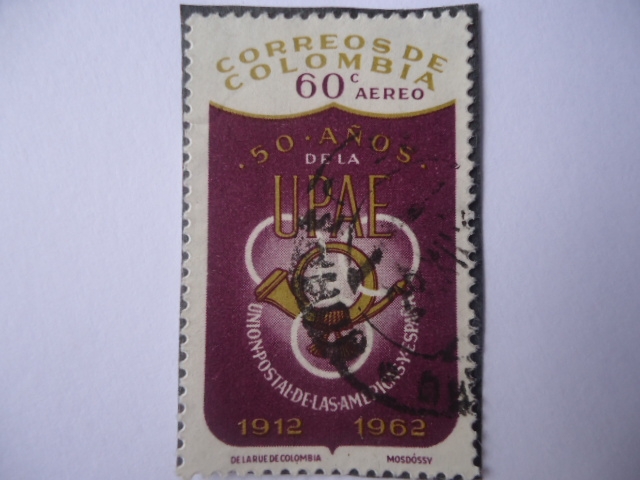 CORREOS DE
COLOMBIA
60c AEREO
· 50 · AÑOS ·
DE LA
UPAE
UNION·POSTAL·DE·LAS·AMERICAS·Y·ESPAÑA
1912 1962
DE LA RUE DE COLOMBIA MOSDÓSSY